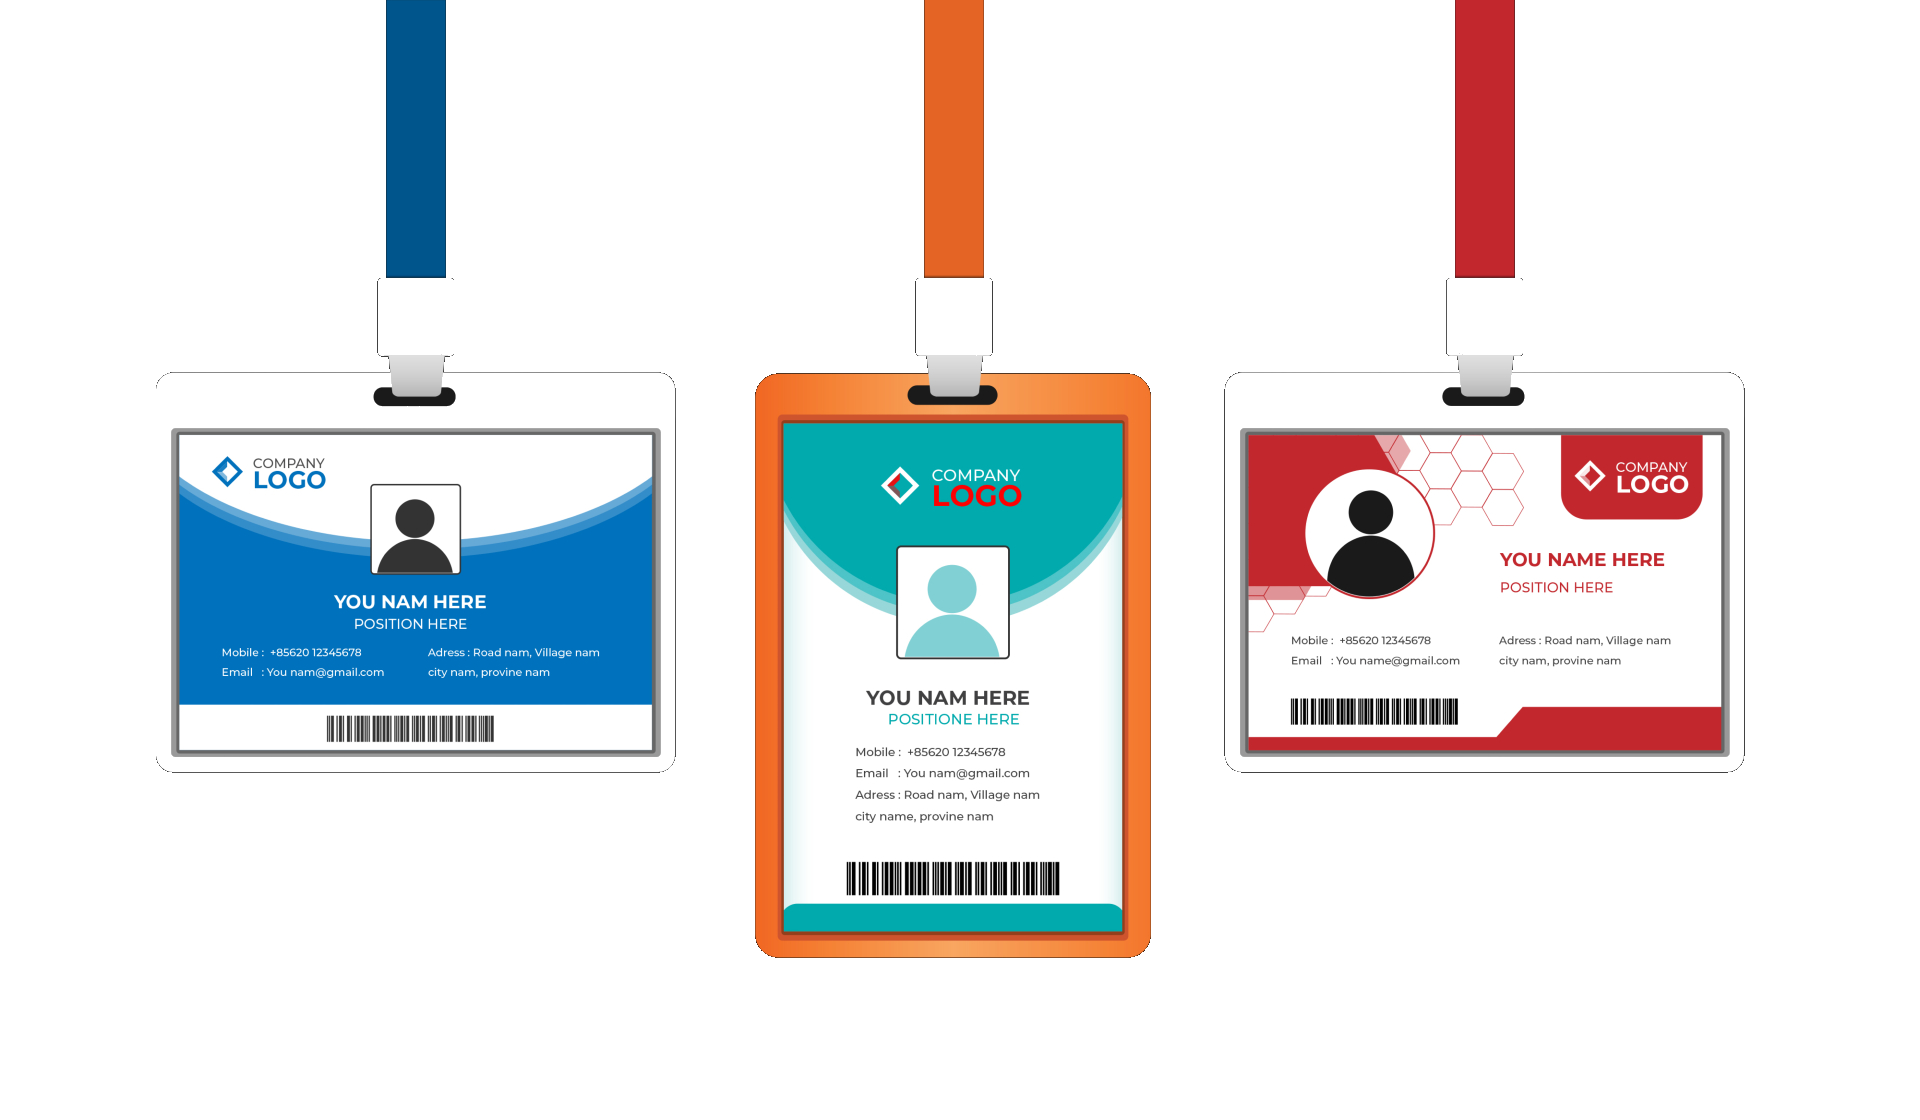 COMPANY
LOGO
YOU NAM HERE
POSITION HERE
Mobile : +85620 12345678
Email : You nam@gmail.com
Adress : Road nam, Village nam
city nam, provine nam
COMPANY
LOGO
YOU NAM HERE
POSITIONE HERE
Mobile : +85620 12345678
Email : You nam@gmail.com
Adress : Road nam, Village nam
city name, provine nam
COMPANY
LOGO
YOU NAME HERE
POSITION HERE
Mobile : +85620 12345678
Email : You name@gmail.com
Adress : Road nam, Village nam
city nam, provine nam